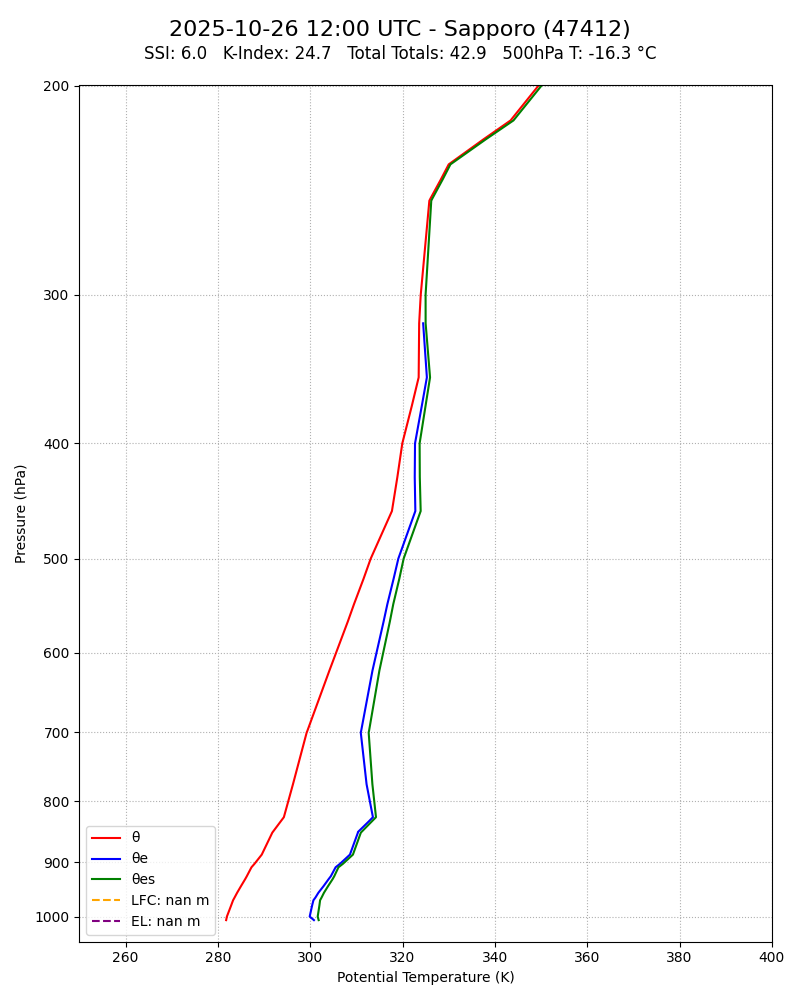 2025-10-26 12:00 UTC - Sapporo (47412)
SSI: 6.0   K-Index: 24.7   Total Totals: 42.9   500hPa T: -16.3 °C
200
300
400
500
600
700
800
900
1000
Pressure (hPa)
θ
θe
θes
LFC: nan m
EL: nan m
260 280 300 320 340 360 380 400
Potential Temperature (K)